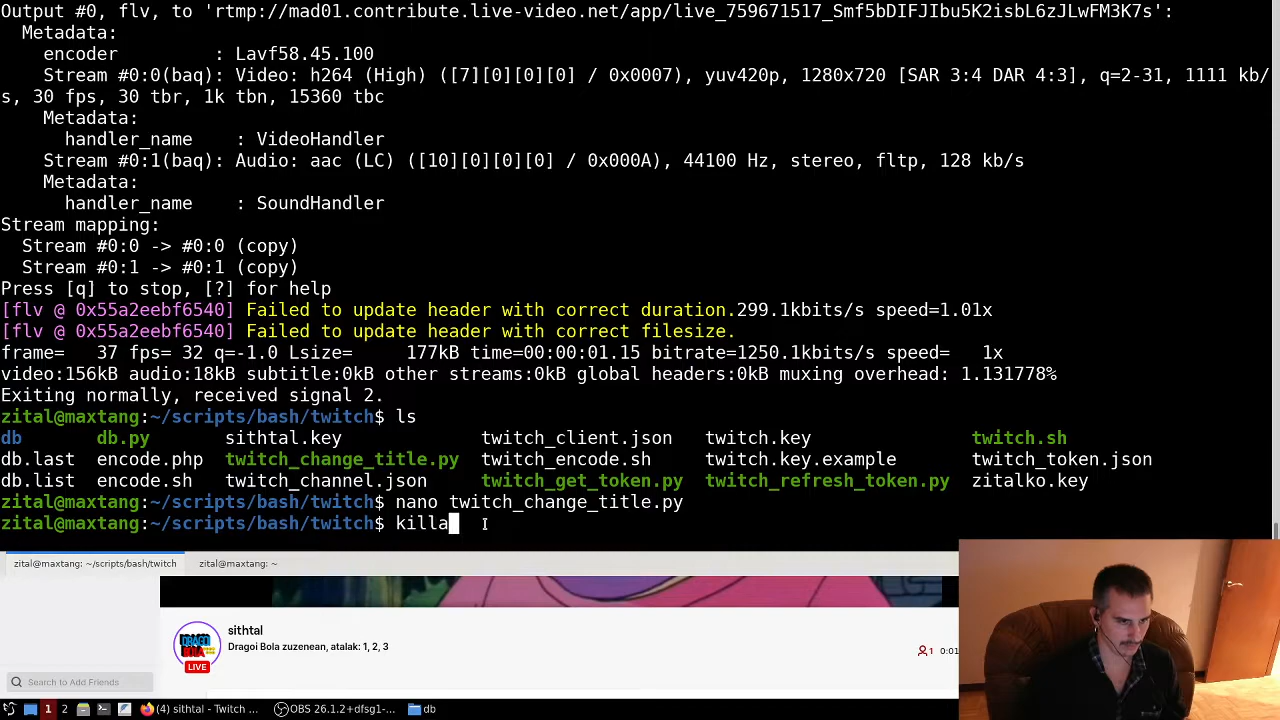 Output #0, flv, to 'rtmp://mad01.contribute.live-video.net/app/live_759671517_Smf5bDIFJIbu5K2isbL6zJLwFM3K7s':
  Metadata:
    encoder         : Lavf58.45.100
    Stream #0:0(baq): Video: h264 (High) ([7][0][0][0] / 0x0007), yuv420p, 1280x720 [SAR 3:4 DAR 4:3], q=2-31, 1111 kb/
s, 30 fps, 30 tbr, 1k tbn, 15360 tbc
    Metadata:
      handler_name    : VideoHandler
    Stream #0:1(baq): Audio: aac (LC) ([10][0][0][0] / 0x000A), 44100 Hz, stereo, fltp, 128 kb/s
    Metadata:
      handler_name    : SoundHandler
Stream mapping:
  Stream #0:0 -> #0:0 (copy)
  Stream #0:1 -> #0:1 (copy)
Press [q] to stop, [?] for help
[flv @ 0x55a2eebf6540] Failed to update header with correct duration.299.1kbits/s speed=1.01x
[flv @ 0x55a2eebf6540] Failed to update header with correct filesize.
frame=   37 fps= 32 q=-1.0 Lsize=     177kB time=00:00:01.15 bitrate=1250.1kbits/s speed=   1x
video:156kB audio:18kB subtitle:0kB other streams:0kB global headers:0kB muxing overhead: 1.131778%
Exiting normally, received signal 2.
zital@maxtang:~/scripts/bash/twitch$ ls
db       db.py       sithtal.key             twitch_client.json    twitch.key                twitch.sh
db.last  encode.php  twitch_change_title.py  twitch_encode.sh      twitch.key.example        twitch_token.json
db.list  encode.sh   twitch_channel.json     twitch_get_token.py   twitch_refresh_token.py   zitalko.key
zital@maxtang:~/scripts/bash/twitch$ nano twitch_change_title.py
zital@maxtang:~/scripts/bash/twitch$ killa
zital@maxtang: ~/scripts/bash/twitch zital@maxtang: ~
sithtal
Dragoi Bola zuzenean, atalak: 1, 2, 3
DRAGOI
BOLA
LIVE
1 0:01
Search to Add Friends
1 2 (4) sithtal - Twitch ... OBS 26.1.2+dfsg1-... db